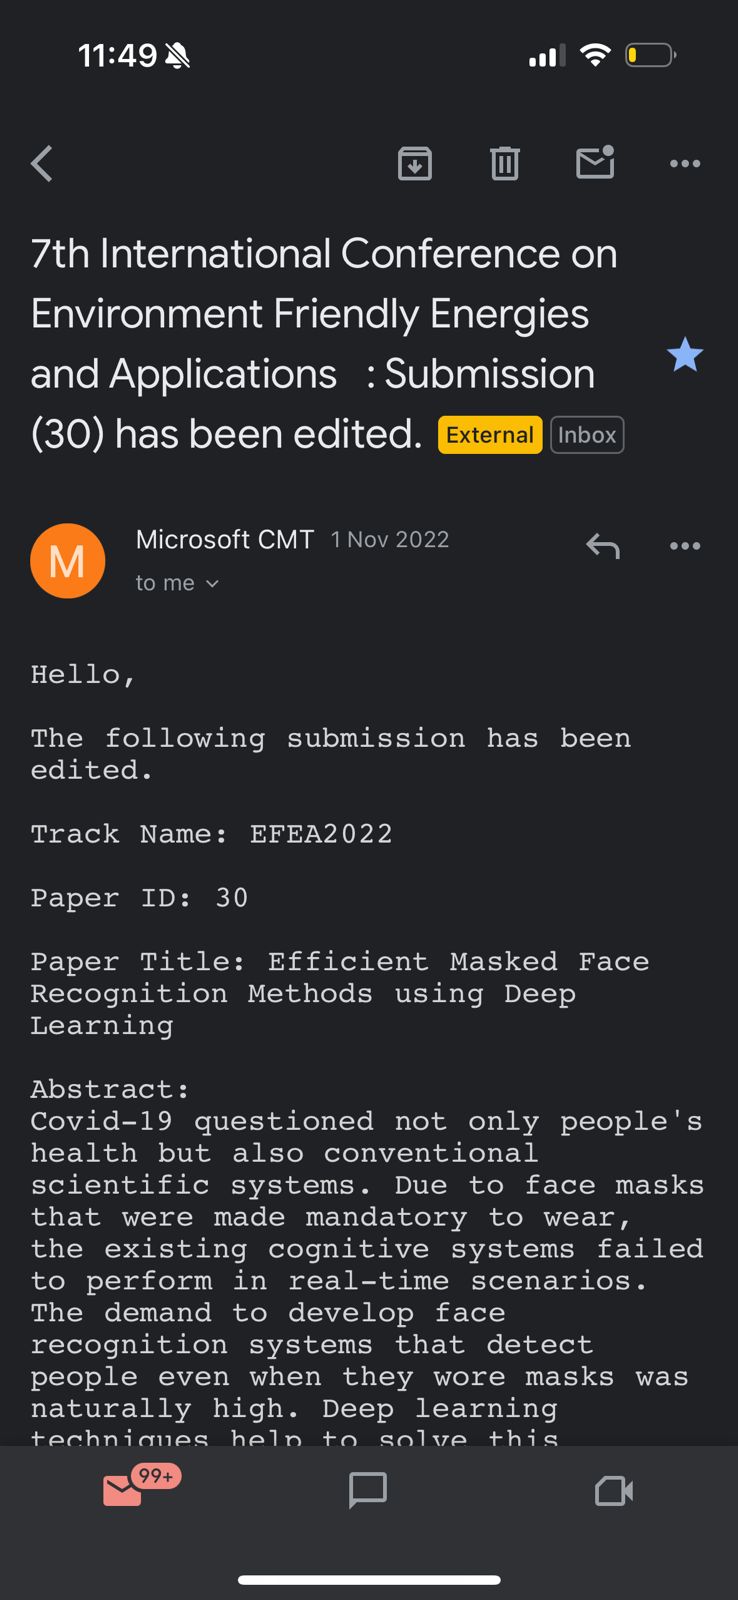 11:49
7th International Conference on
Environment Friendly Energies
and Applications : Submission
(30) has been edited. External Inbox
M
Microsoft CMT 1 Nov 2022
to me
Hello,
The following submission has been
edited.
Track Name: EFEA2022
Paper ID: 30
Paper Title: Efficient Masked Face
Recognition Methods using Deep
Learning
Abstract:
Covid-19 questioned not only people's
health but also conventional
scientific systems. Due to face masks
that were made mandatory to wear,
the existing cognitive systems failed
to perform in real-time scenarios.
The demand to develop face
recognition systems that detect
people even when they wore masks was
naturally high. Deep learning
techniques help to solve this
99+